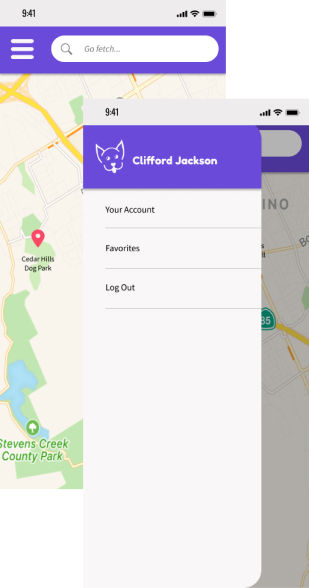 9:41
Go fetch...
Cedar Hills
Dog Park
Stevens Creek
County Park
9:41
Clifford Jackson
Your Account
Favorites
Log Out
INO
85